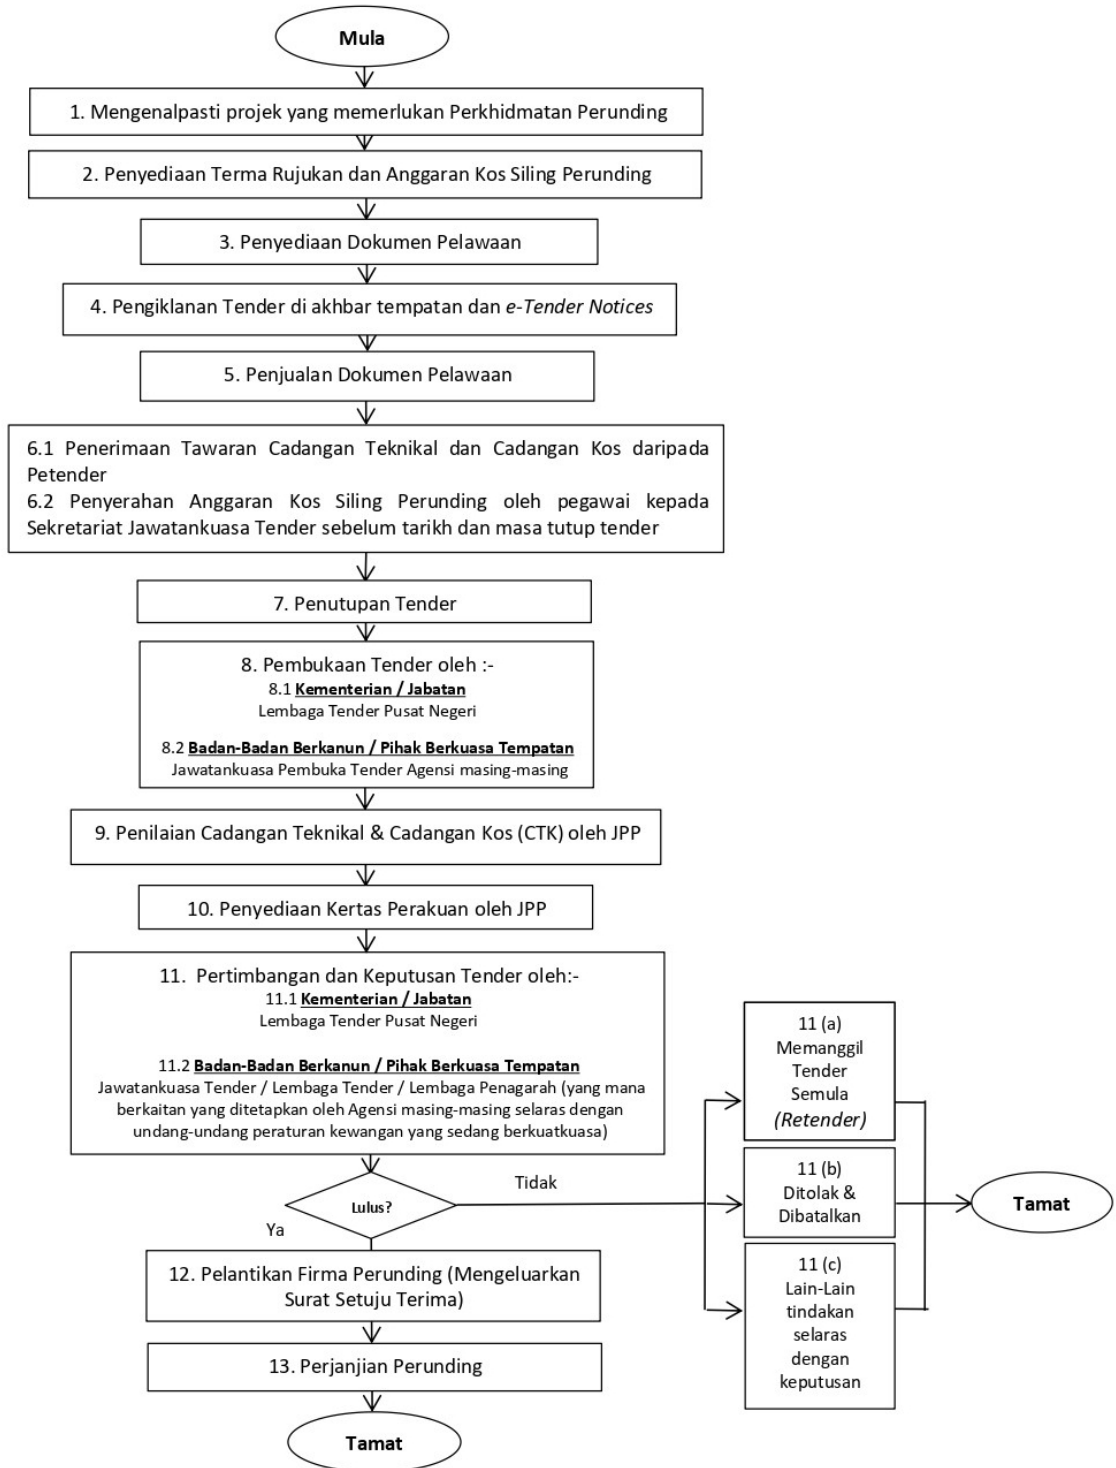 Mula
1. Mengenalpasti projek yang memerlukan Perkhidmatan Perunding
2. Penyediaan Terma Rujukan dan Anggaran Kos Siling Perunding
3. Penyediaan Dokumen Pelawaan
4. Pengiklanan Tender di akhbar tempatan dan e-Tender Notices
5. Penjualan Dokumen Pelawaan
6.1 Penerimaan Tawaran Cadangan Teknikal dan Cadangan Kos daripada
Petender
6.2 Penyerahan Anggaran Kos Siling Perunding oleh pegawai kepada
Sekretariat Jawatankuasa Tender sebelum tarikh dan masa tutup tender
7. Penutupan Tender
8. Pembukaan Tender oleh :-
8.1 Kementerian / Jabatan
Lembaga Tender Pusat Negeri
8.2 Badan-Badan Berkanun / Pihak Berkuasa Tempatan
Jawatankuasa Pembuka Tender Agensi masing-masing
9. Penilaian Cadangan Teknikal & Cadangan Kos (CTK) oleh JPP
10. Penyediaan Kertas Perakuan oleh JPP
11. Pertimbangan dan Keputusan Tender oleh:-
11.1 Kementerian / Jabatan
Lembaga Tender Pusat Negeri
11.2 Badan-Badan Berkanun / Pihak Berkuasa Tempatan
Jawatankuasa Tender / Lembaga Tender / Lembaga Penagarah (yang mana
berkaitan yang ditetapkan oleh Agensi masing-masing selaras dengan
undang-undang peraturan kewangan yang sedang berkuatkuasa)
Lulus?
Tidak
Ya
11 (a)
Memanggil
Tender
Semula
(Retender)
11 (b)
Ditolak &
Dibatalkan
11 (c)
Lain-Lain
tindakan
selaras
dengan
keputusan
Tamat
12. Pelantikan Firma Perunding (Mengeluarkan
Surat Setuju Terima)
13. Perjanjian Perunding
Tamat